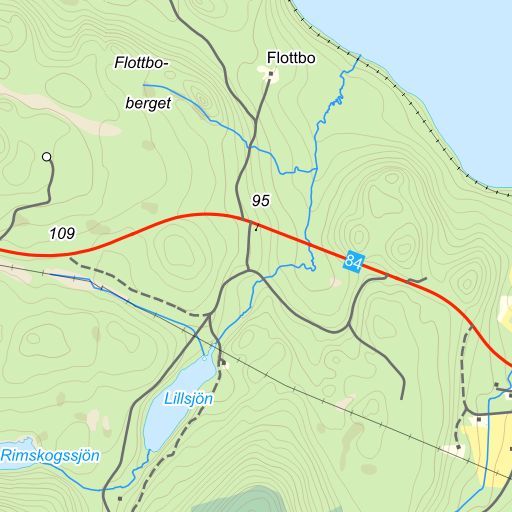 Flottbo
Flottbo-
berget
95
109
84
Lillsjön
Rimskogssjön